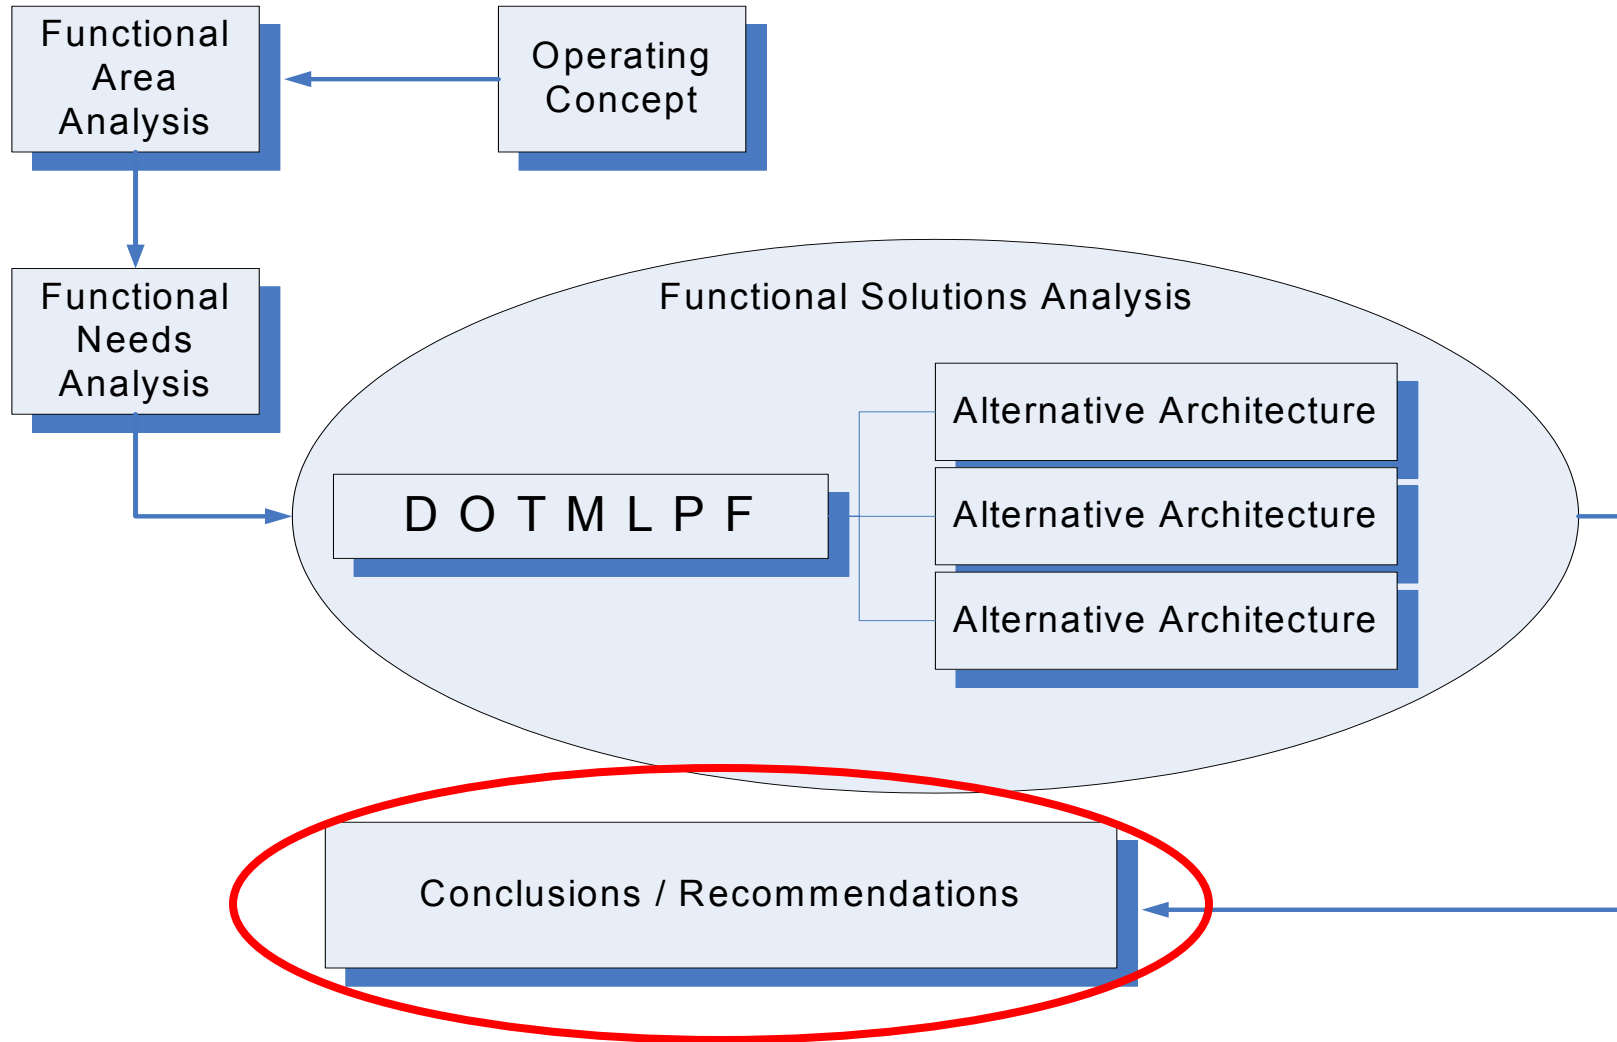 Functional
Area
Analysis
Operating
Concept
Functional
Needs
Analysis
Functional Solutions Analysis
Alternative Architecture
D O T M L P F
Alternative Architecture
Alternative Architecture
Conclusions / Recommendations